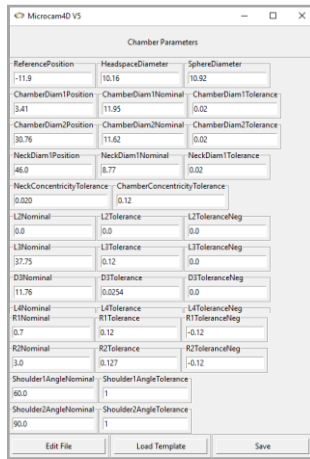 Microcam4D V5
Chamber Parameters
ReferencePosition HeadspaceDiameter SphereDiameter
-11.9 10.16 10.92
ChamberDiam1Position ChamberDiam1Nominal ChamberDiam1Tolerance
3.41 11.95 0.02
ChamberDiam2Position ChamberDiam2Nominal ChamberDiam2Tolerance
30.76 11.62 0.02
NeckDiam1Position NeckDiam1Nominal NeckDiam1Tolerance
46.0 8.77 0.02
NeckConcentricityTolerance ChamberConcentricityTolerance
0.020 0.12
L2Nominal L2Tolerance L2ToleranceNeg
0.0 0.0 0.0
L3Nominal L3Tolerance L3ToleranceNeg
37.75 0.12 0.0
D3Nominal D3Tolerance D3ToleranceNeg
11.76 0.0254 0.0
L4Nominal L4Tolerance L4ToleranceNeg
R1Nominal R1Tolerance R1ToleranceNeg
0.7 0.12 -0.12
R2Nominal R2Tolerance R2ToleranceNeg
3.0 0.127 -0.12
Shoulder1AngleNominal Shoulder1AngleTolerance
60.0 1
Shoulder2AngleNominal Shoulder2AngleTolerance
90.0 1
Edit File Load Template Save